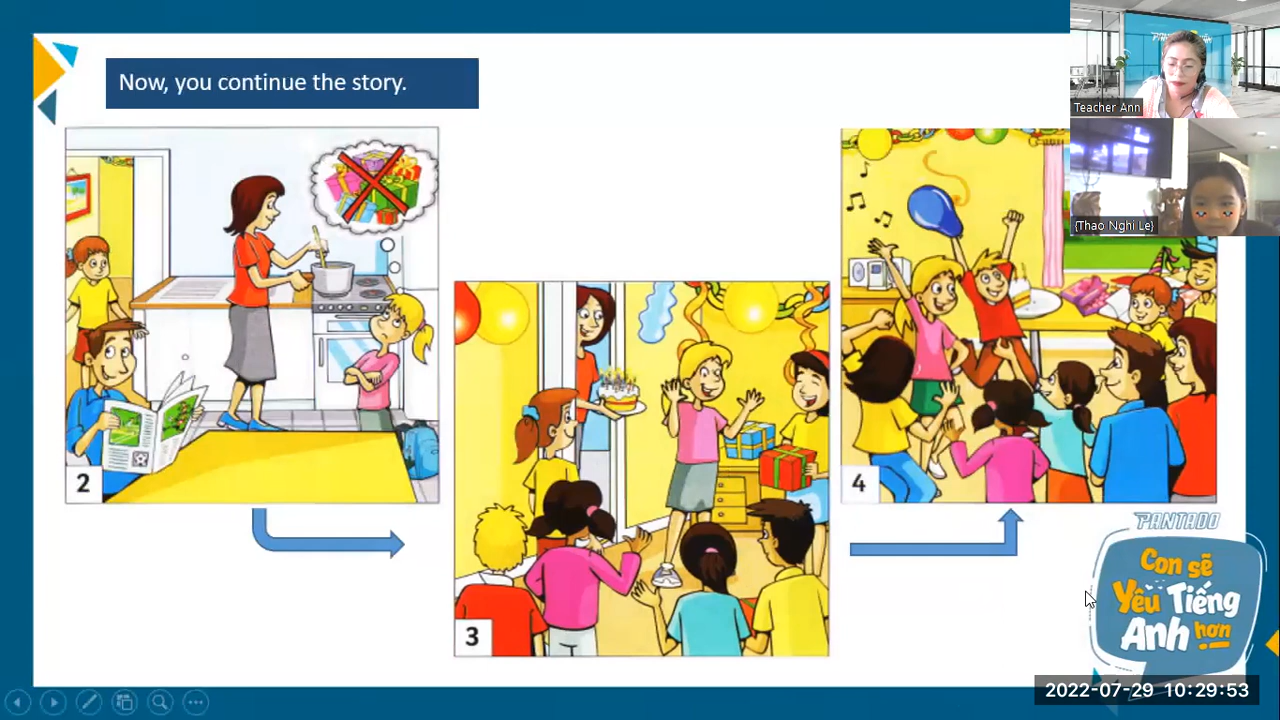 Now, you continue the story.
Teacher Ann
{Thao Nghi Le}
2
3
4
PANTADO
Con sẽ
Yêu Tiếng
Anh hơn
2022-07-29 10:29:53